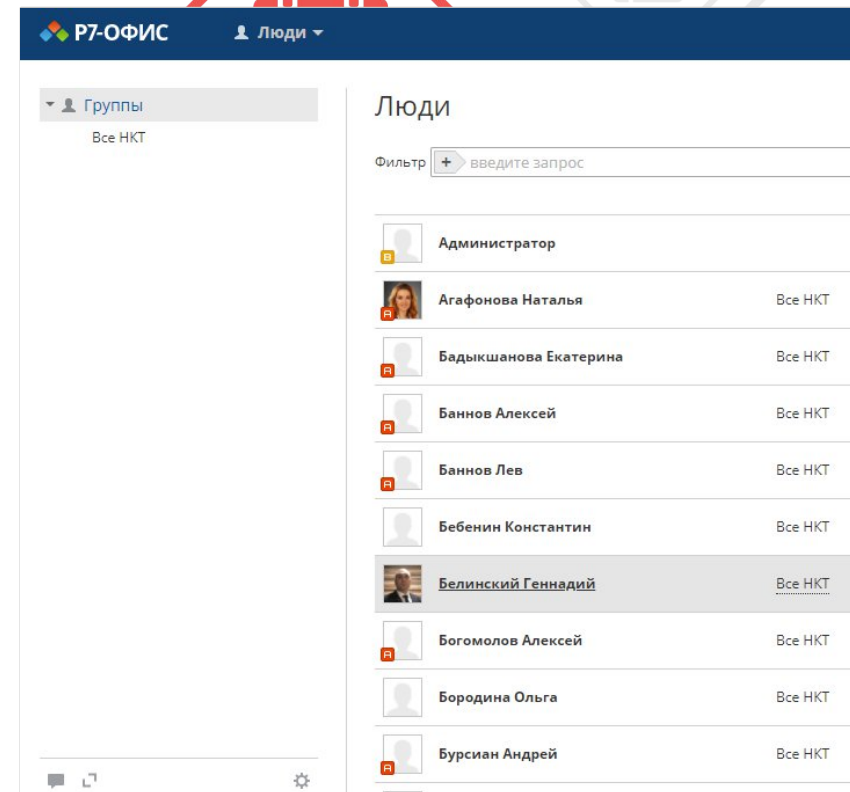 Р7-ОФИС Люди
Группы
Все НКТ
Люди
Фильтр + введите запрос
Администратор
В
Агафонова Наталья Все НКТ
А
Бадыкшанова Екатерина Все НКТ
А
Баннов Алексей Все НКТ
А
Баннов Лев Все НКТ
А
Бебенин Константин Все НКТ
Белинский Геннадий Все НКТ
Богомолов Алексей Все НКТ
А
Бородина Ольга Все НКТ
Бурсиан Андрей Все НКТ
А